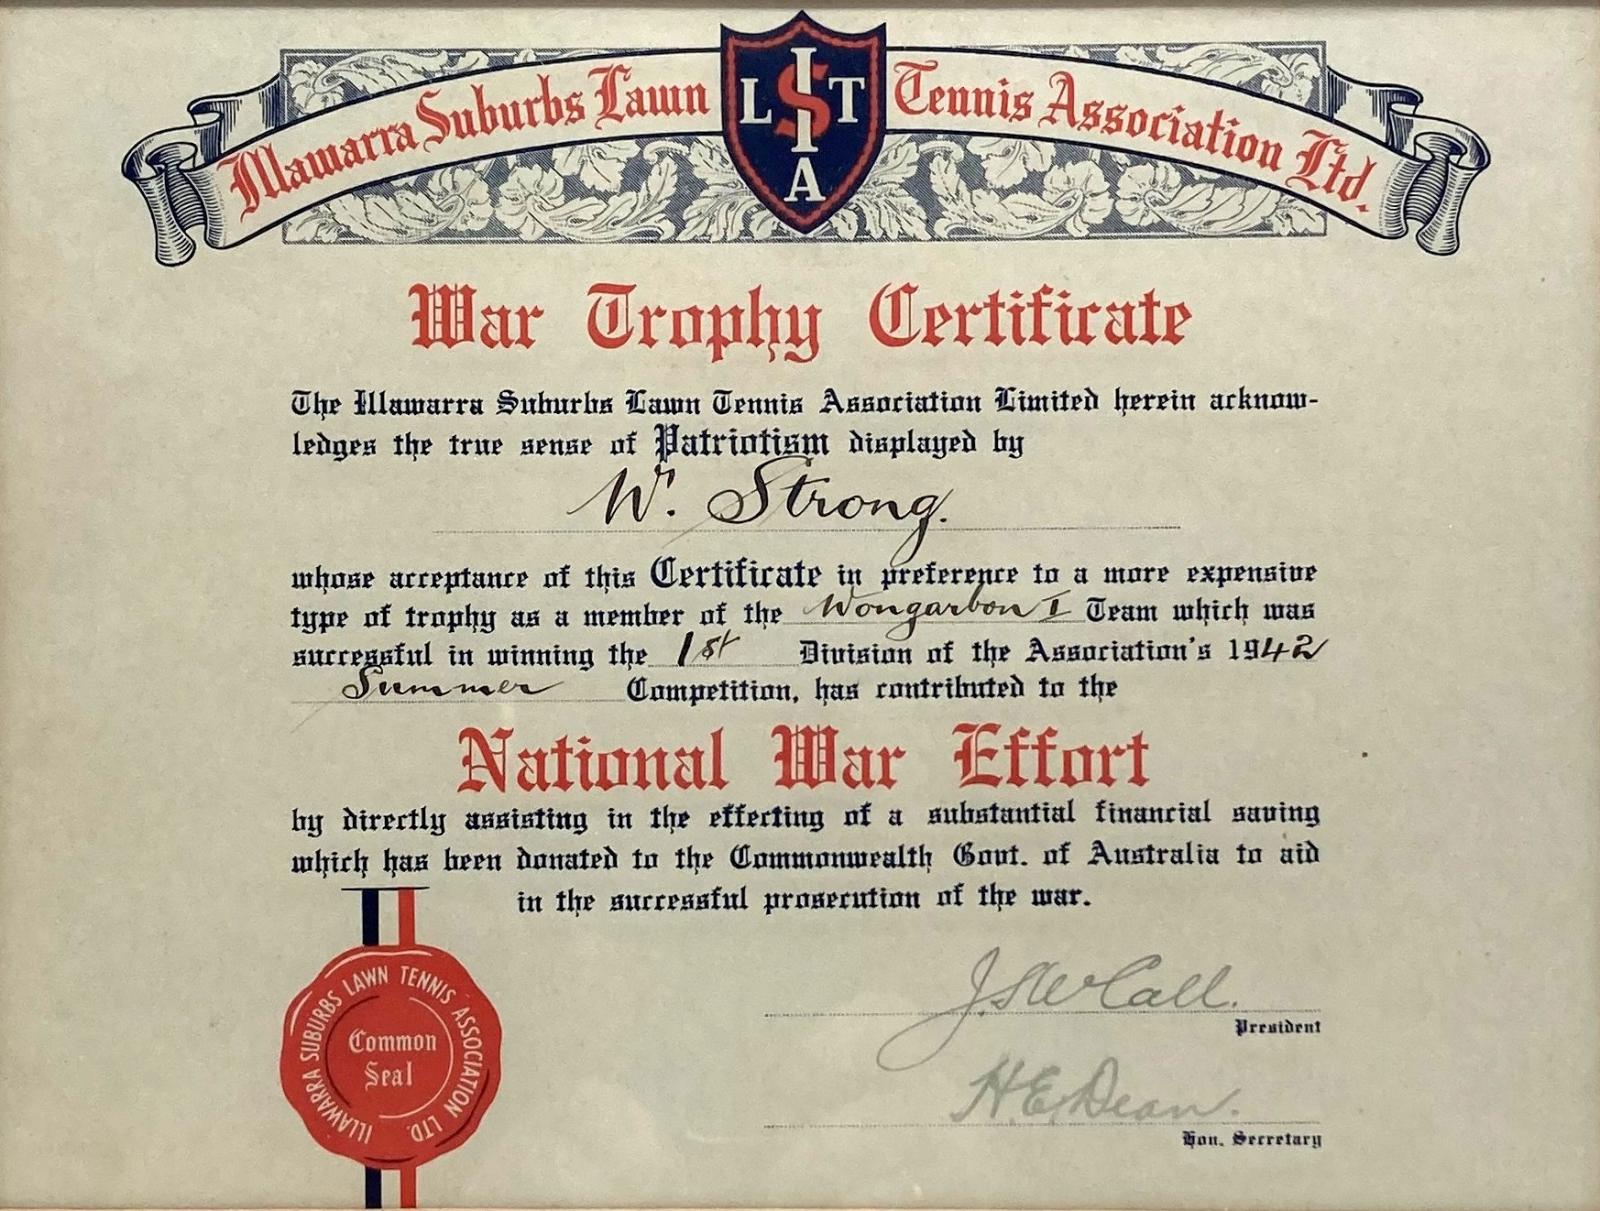 Illawarra Suburbs Lawn Tennis Association Ltd.
I
L S T
I
A
War Trophy Certificate
The Illawarra Suburbs Lawn Tennis Association Limited herein acknow-
ledges the true sense of Patriotism displayed by
W. Strong.
whose acceptance of this Certificate in preference to a more expensive
type of trophy as a member of the Wongarbon I Team which was
successful in winning the 1st Division of the Association's 1942
Summer Competition, has contributed to the
National War Effort
by directly assisting in the effecting of a substantial financial saving
which has been donated to the Commonwealth Govt. of Australia to aid
in the successful prosecution of the war.
President
H. E. Dean.
Hon. Secretary
ILLAWARRA SUBURBS LAWN TENNIS ASSOCIATION LTD.
Common
Seal